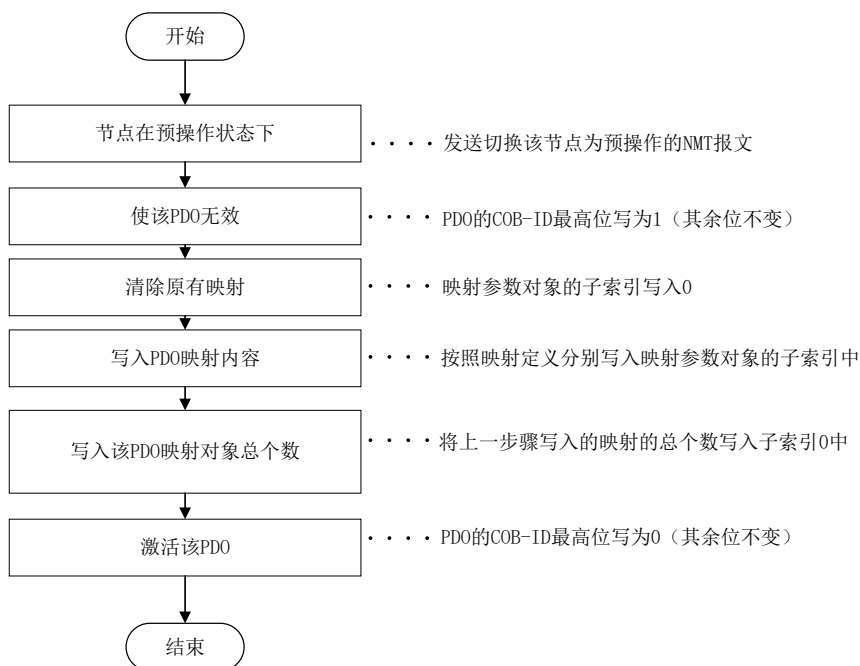 开始
节点在预操作状态下
发送切换该节点为预操作的NMT报文
使该PDO无效
PDO的COB-ID最高位写为1（其余位不变）
清除原有映射
映射参数对象的子索引写入0
写入PDO映射内容
按照映射定义分别写入映射参数对象的子索引中
写入该PDO映射对象总个数
将上一步骤写入的映射的总个数写入子索引0中
激活该PDO
PDO的COB-ID最高位写为0（其余位不变）
结束